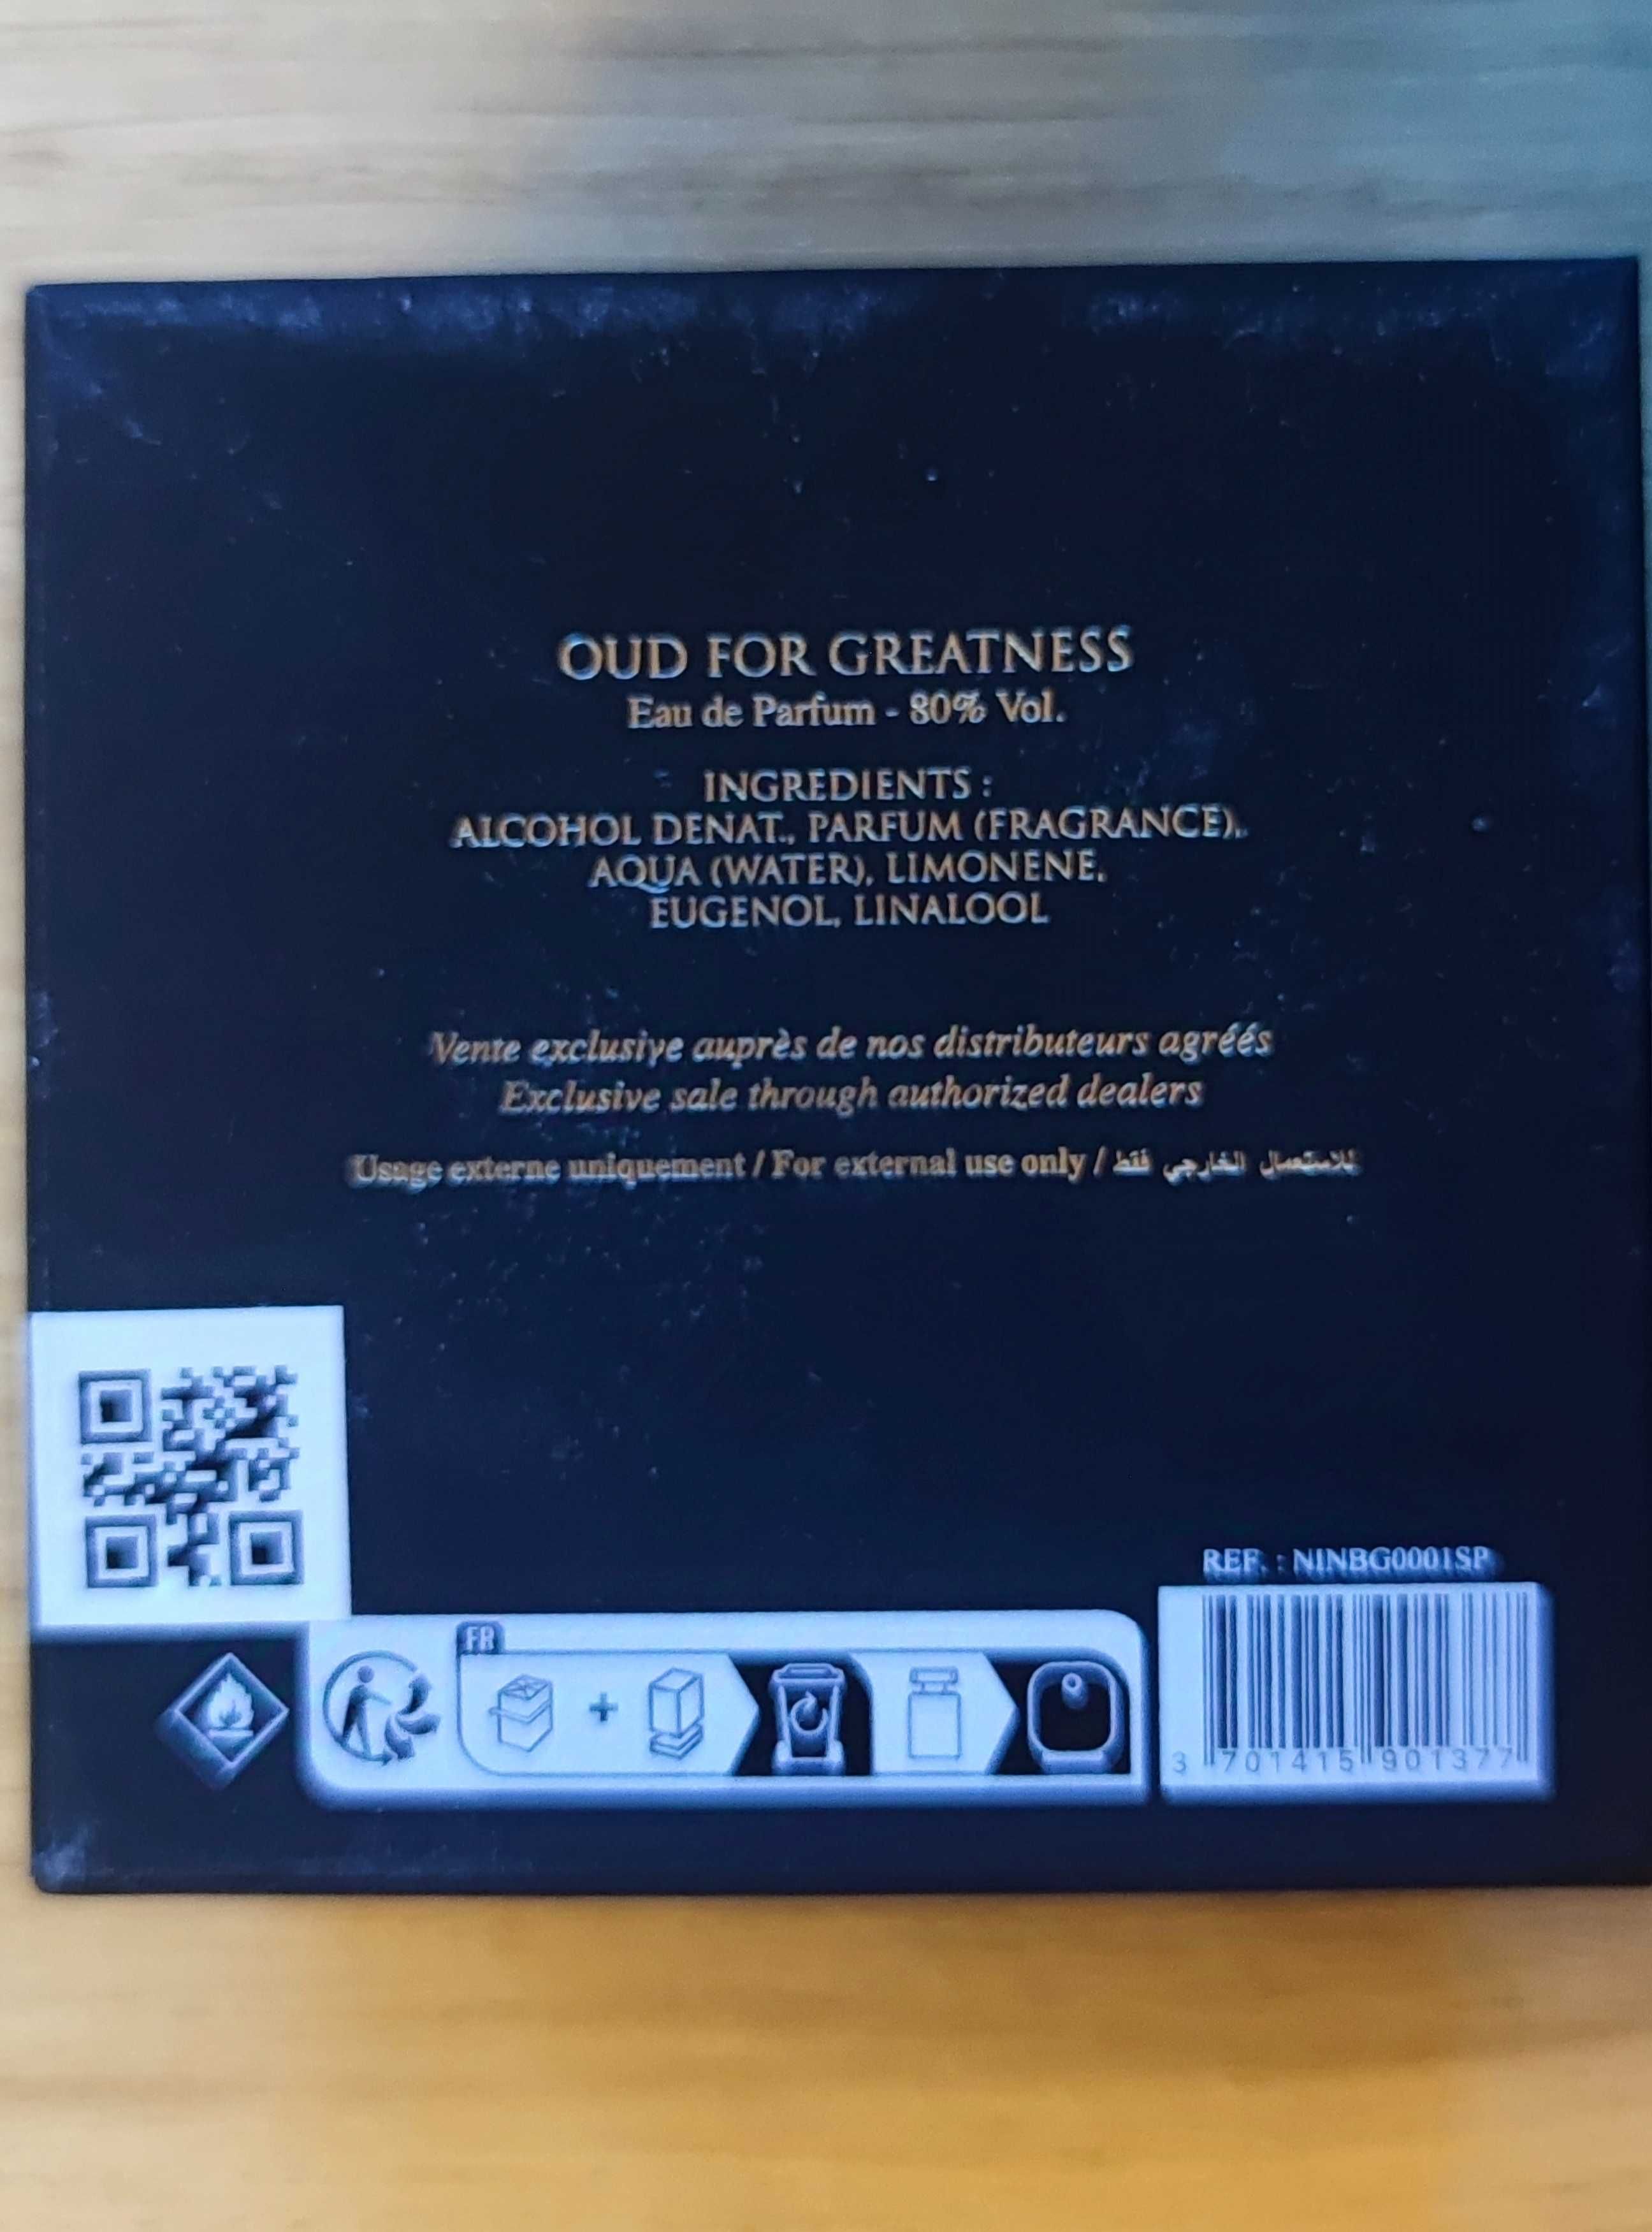 OUD FOR GREATNESS
Eau de Parfum - 80% Vol.
INGREDIENTS :
ALCOHOL DENAT., PARFUM (FRAGRANCE),
AQUA (WATER), LIMONENE,
EUGENOL, LINALOOL
Vente exclusive auprès de nos distributeurs agréés
Exclusive sale through authorized dealers
Usage externe uniquement / For external use only / للاستعمال الخارجي فقط
REF. : NINBG0001SP
FR
3 701415 901377